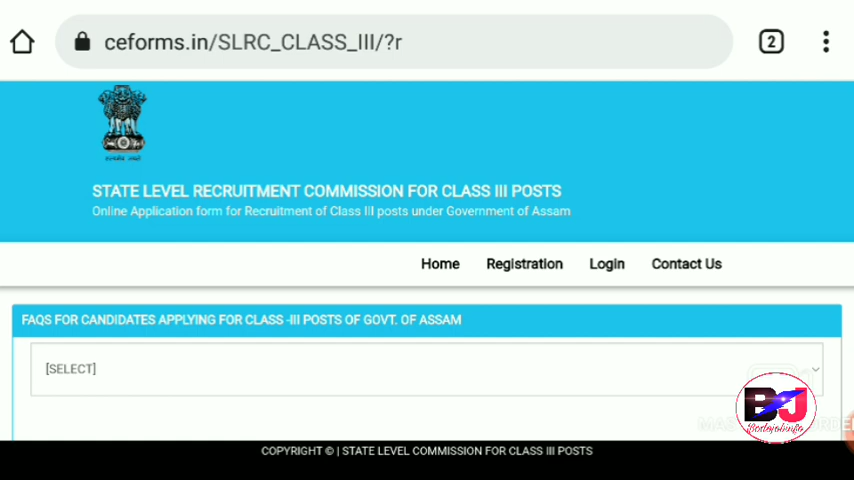 ceforms.in/SLRC_CLASS_III/?r
2
STATE LEVEL RECRUITMENT COMMISSION FOR CLASS III POSTS
Online Application form for Recruitment of Class III posts under Government of Assam
Home Registration Login Contact Us
FAQS FOR CANDIDATES APPLYING FOR CLASS -III POSTS OF GOVT. OF ASSAM
[SELECT]
BJ
Bodojobinfo
COPYRIGHT © | STATE LEVEL COMMISSION FOR CLASS III POSTS